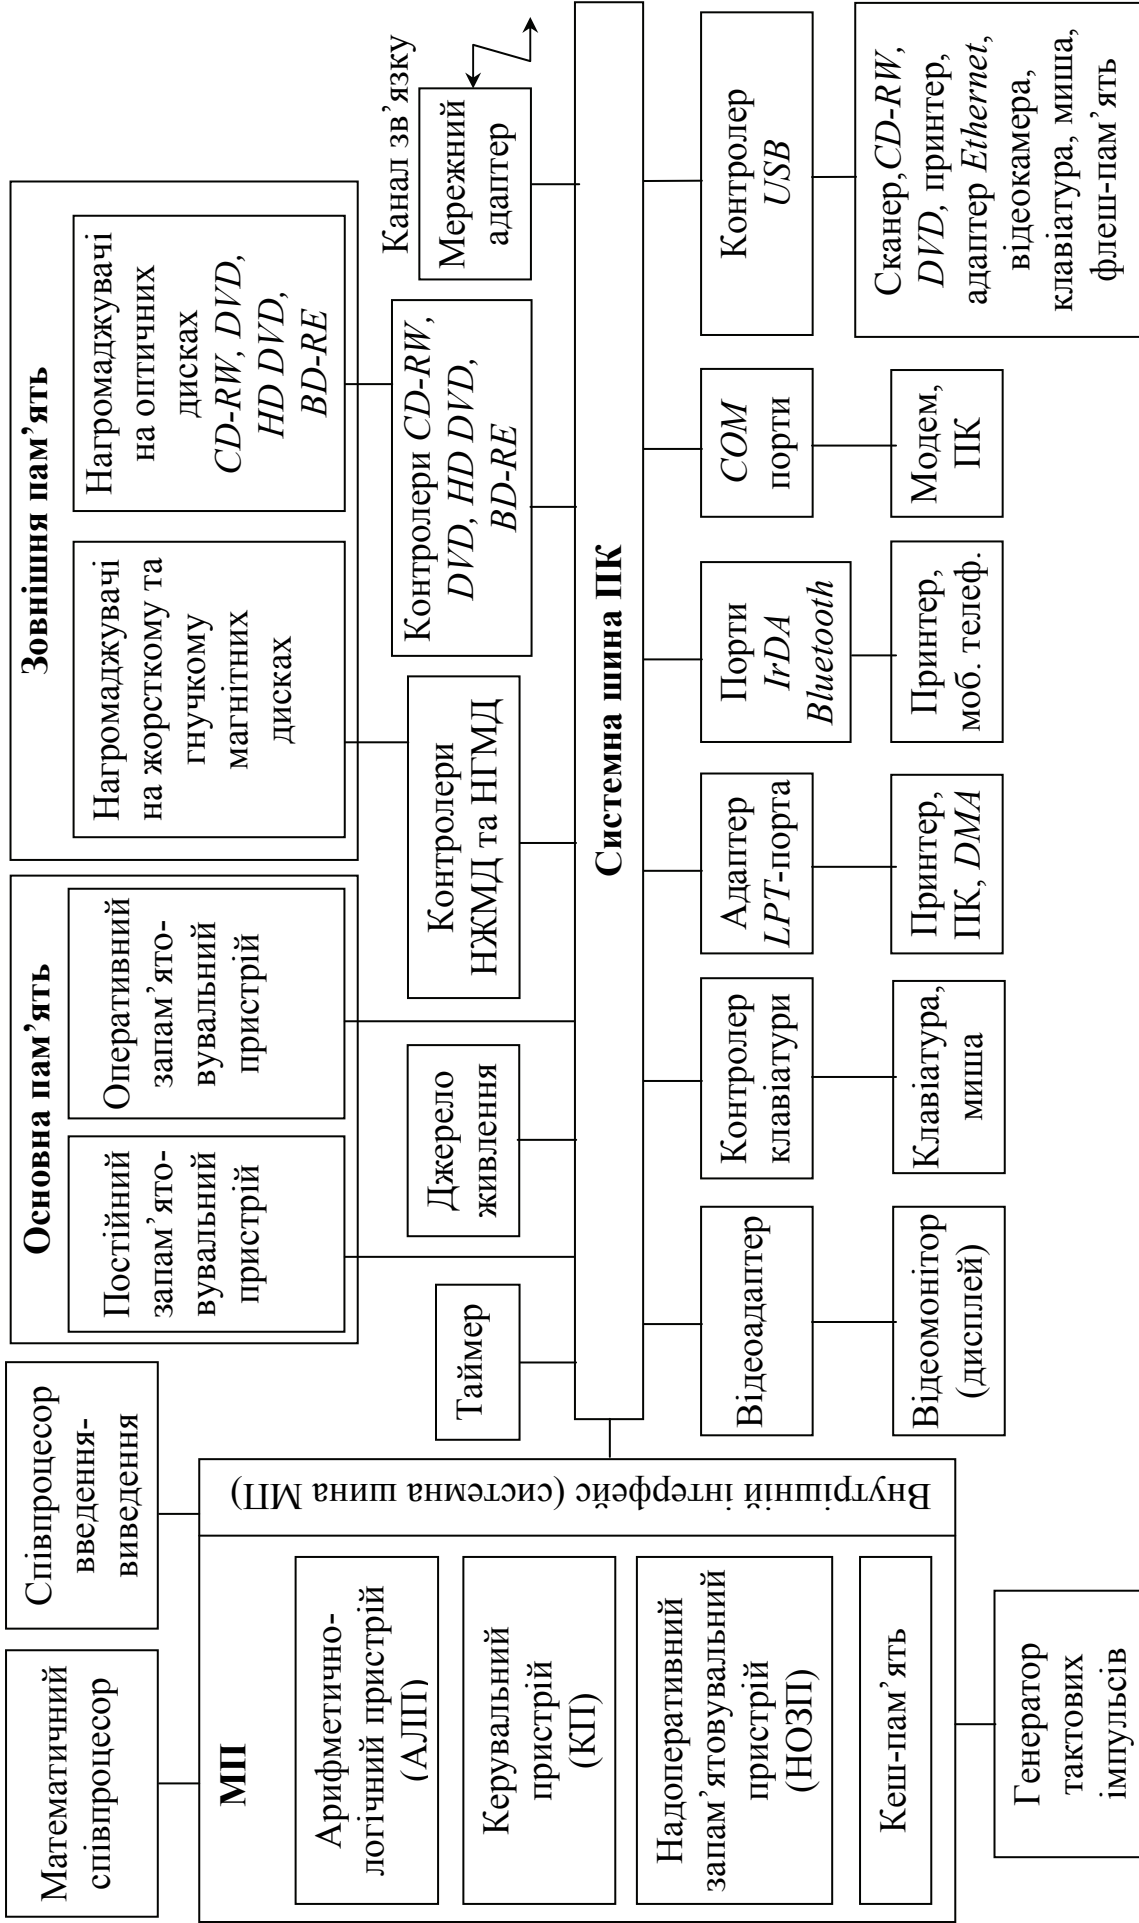 Математичний
співпроцесор
Співпроцесор
введення-
виведення
Основна пам’ять
Постійний
запам’ято-
вувальний
пристрій
Оперативний
запам’ято-
вувальний
пристрій
Зовнішня пам’ять
Нагромаджувачі
на жорсткому та
гнучкому
магнітних
дисках
Нагромаджувачі
на оптичних
дисках
CD-RW, DVD,
HD DVD,
BD-RE
МП
Арифметично-
логічний пристрій
(АЛП)
Керувальний
пристрій
(КП)
Надоперативний
запам’ятовувальний
пристрій
(НОЗП)
Кеш-пам’ять
Внутрішній інтерфейс (системна шина МП)
Генератор
тактових
імпульсів
Таймер
Джерело
живлення
Контролери
НЖМД та НГМД
Контролери CD-RW,
DVD, HD DVD,
BD-RE
Канал зв’язку
Мережний
адаптер
Системна шина ПК
Відеоадаптер
Контролер
клавіатури
Адаптер
LPT-порта
Порти
IrDA
Bluetooth
COM
порти
Контролер
USB
Відеомонітор
(дисплей)
Клавіатура,
миша
Принтер,
ПК, DMA
Принтер,
моб. телеф.
Модем,
ПК
Сканер,CD-RW,
DVD, принтер,
адаптер Ethernet,
відеокамера,
клавіатура, миша,
флеш-пам’ять